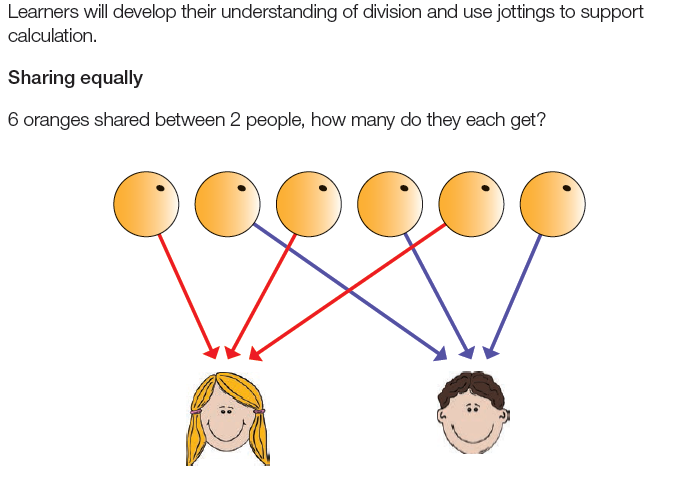 Learners will develop their understanding of division and use jottings to support
calculation.
Sharing equally
6 oranges shared between 2 people, how many do they each get?